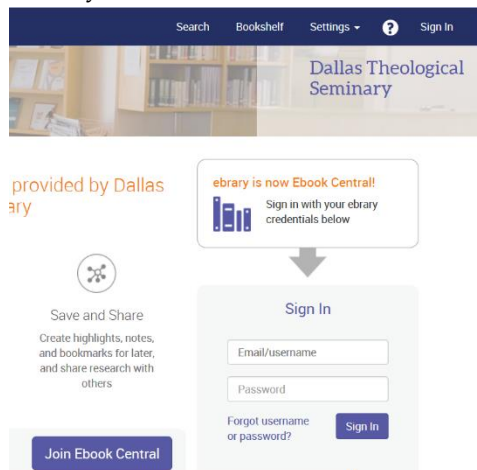 Search Bookshelf Settings ? Sign In
Dallas Theological
Seminary
provided by Dallas
ary
Save and Share
Create highlights, notes,
and bookmarks for later,
and share research with
others
Join Ebook Central
ebrary is now Ebook Central!
Sign in with your ebrary
credentials below
Sign In
Email/username
Password
Forgot username
or password?
Sign In